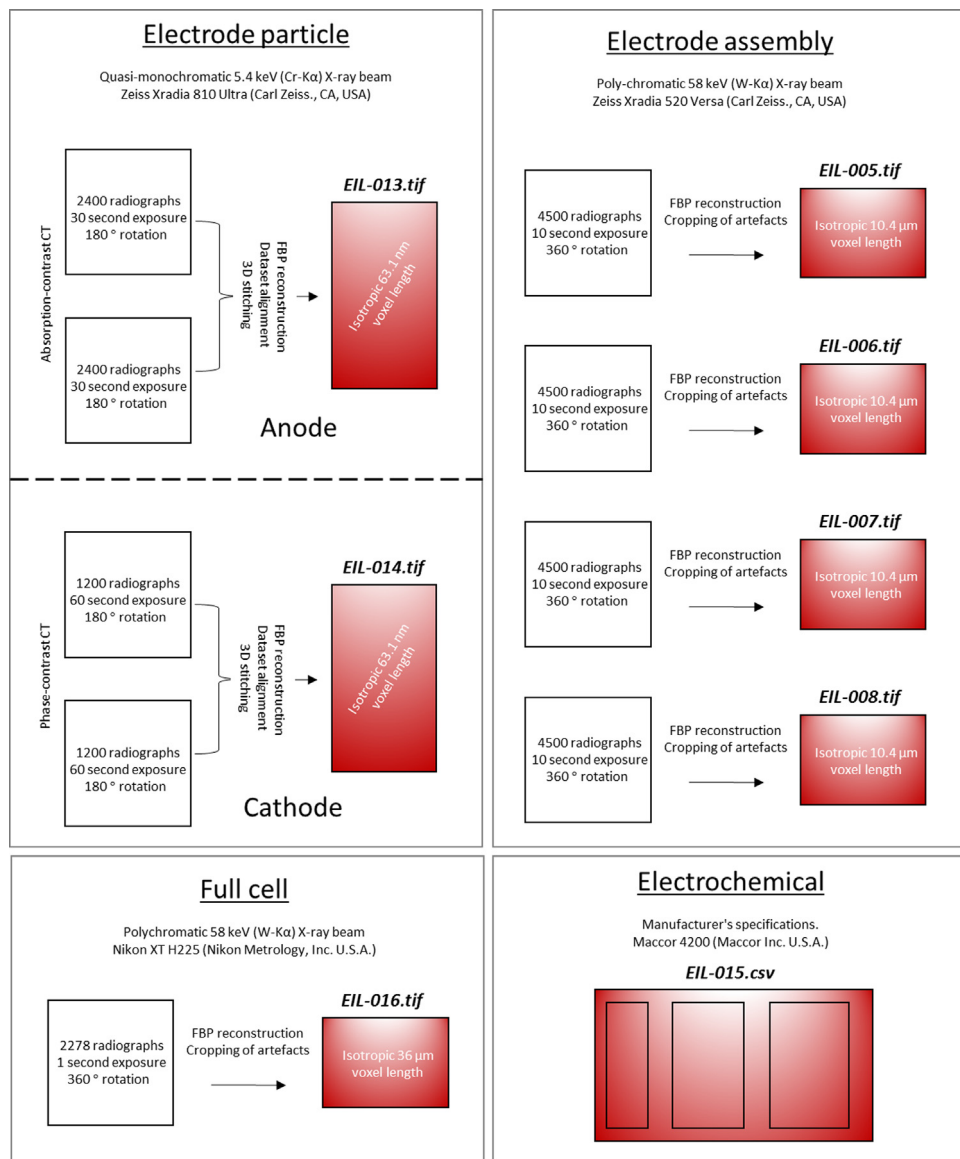 Electrode particle
Quasi-monochromatic 5.4 keV (Cr-Kα) X-ray beam
Zeiss Xradia 810 Ultra (Carl Zeiss., CA, USA)
Absorption-contrast CT
2400 radiographs
30 second exposure
180 ° rotation
2400 radiographs
30 second exposure
180 ° rotation
FBP reconstruction
Dataset alignment
3D stitching
EIL-013.tif
Isotropic 63.1 nm
voxel length
Anode
Phase-contrast CT
1200 radiographs
60 second exposure
180 ° rotation
1200 radiographs
60 second exposure
180 ° rotation
FBP reconstruction
Dataset alignment
3D stitching
EIL-014.tif
Isotropic 63.1 nm
voxel length
Cathode
Electrode assembly
Poly-chromatic 58 keV (W-Kα) X-ray beam
Zeiss Xradia 520 Versa (Carl Zeiss., CA, USA)
4500 radiographs
10 second exposure
360 ° rotation
FBP reconstruction
Cropping of artefacts
EIL-005.tif
Isotropic 10.4 µm
voxel length
4500 radiographs
10 second exposure
360 ° rotation
FBP reconstruction
Cropping of artefacts
EIL-006.tif
Isotropic 10.4 µm
voxel length
4500 radiographs
10 second exposure
360 ° rotation
FBP reconstruction
Cropping of artefacts
EIL-007.tif
Isotropic 10.4 µm
voxel length
4500 radiographs
10 second exposure
360 ° rotation
FBP reconstruction
Cropping of artefacts
EIL-008.tif
Isotropic 10.4 µm
voxel length
Full cell
Polychromatic 58 keV (W-Kα) X-ray beam
Nikon XT H225 (Nikon Metrology, Inc. U.S.A.)
2278 radiographs
1 second exposure
360 ° rotation
FBP reconstruction
Cropping of artefacts
EIL-016.tif
Isotropic 36 µm
voxel length
Electrochemical
Manufacturer's specifications.
Maccor 4200 (Maccor Inc. U.S.A.)
EIL-015.csv